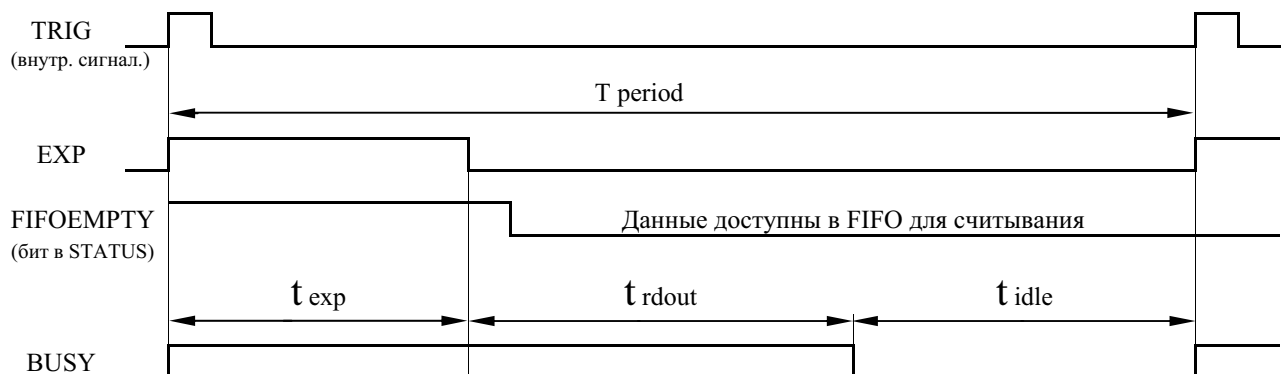 TRIG
(внутр. сигнал.)
T period
EXP
FIFOEMPTY
(бит в STATUS)
Данные доступны в FIFO для считывания
t exp
t rdout
t idle
BUSY